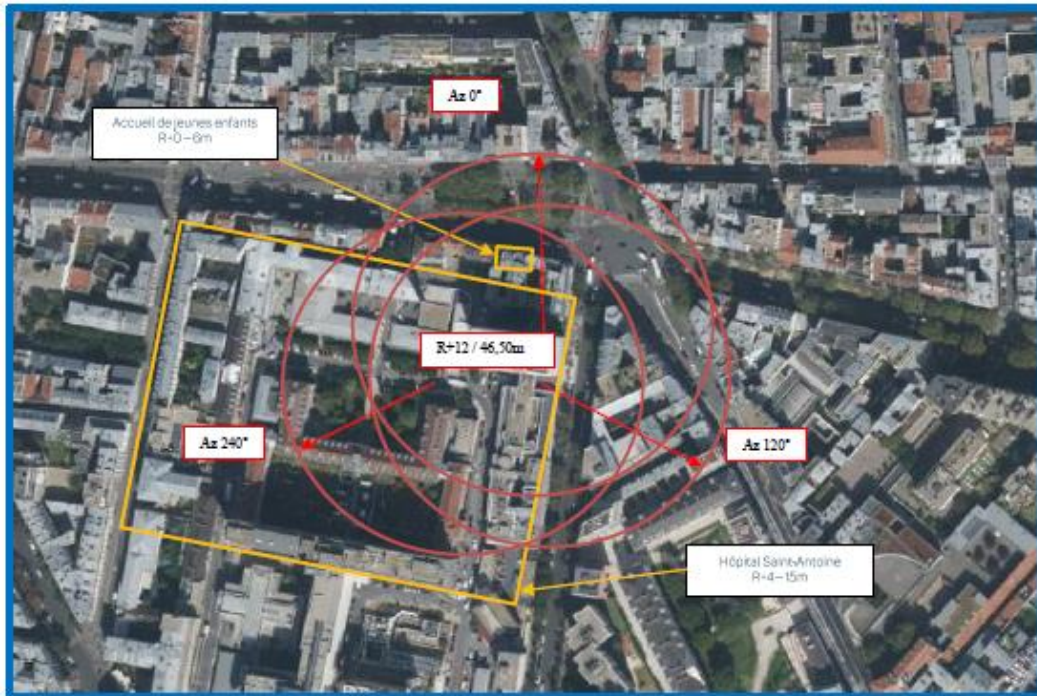 Az 0°
Accueil de jeunes enfants
R+0 – 6m
R+12 / 46,50m
Az 240°
Az 120°
Hôpital Saint-Antoine
R+4 – 15m